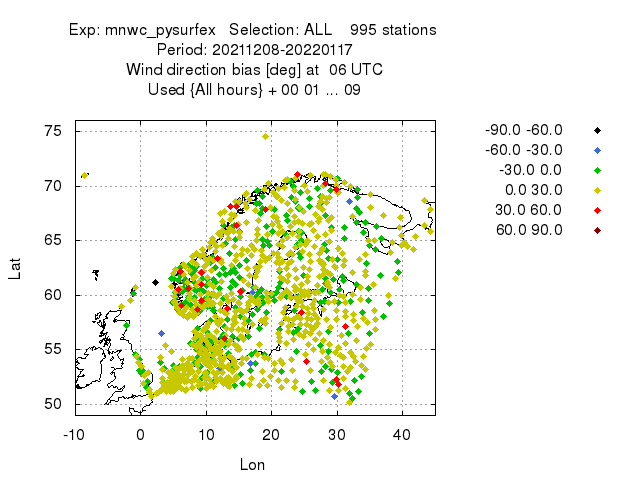 Exp: mnwc_pysurfex   Selection: ALL    995 stations
Period: 20211208-20220117
Wind direction bias [deg] at  06 UTC
Used {All hours} + 00 01 ... 09
-90.0 -60.0
-60.0 -30.0
-30.0 0.0
0.0 30.0
30.0 60.0
60.0 90.0
75
70
65
60
55
50
Lat
-10 0 10 20 30 40
Lon